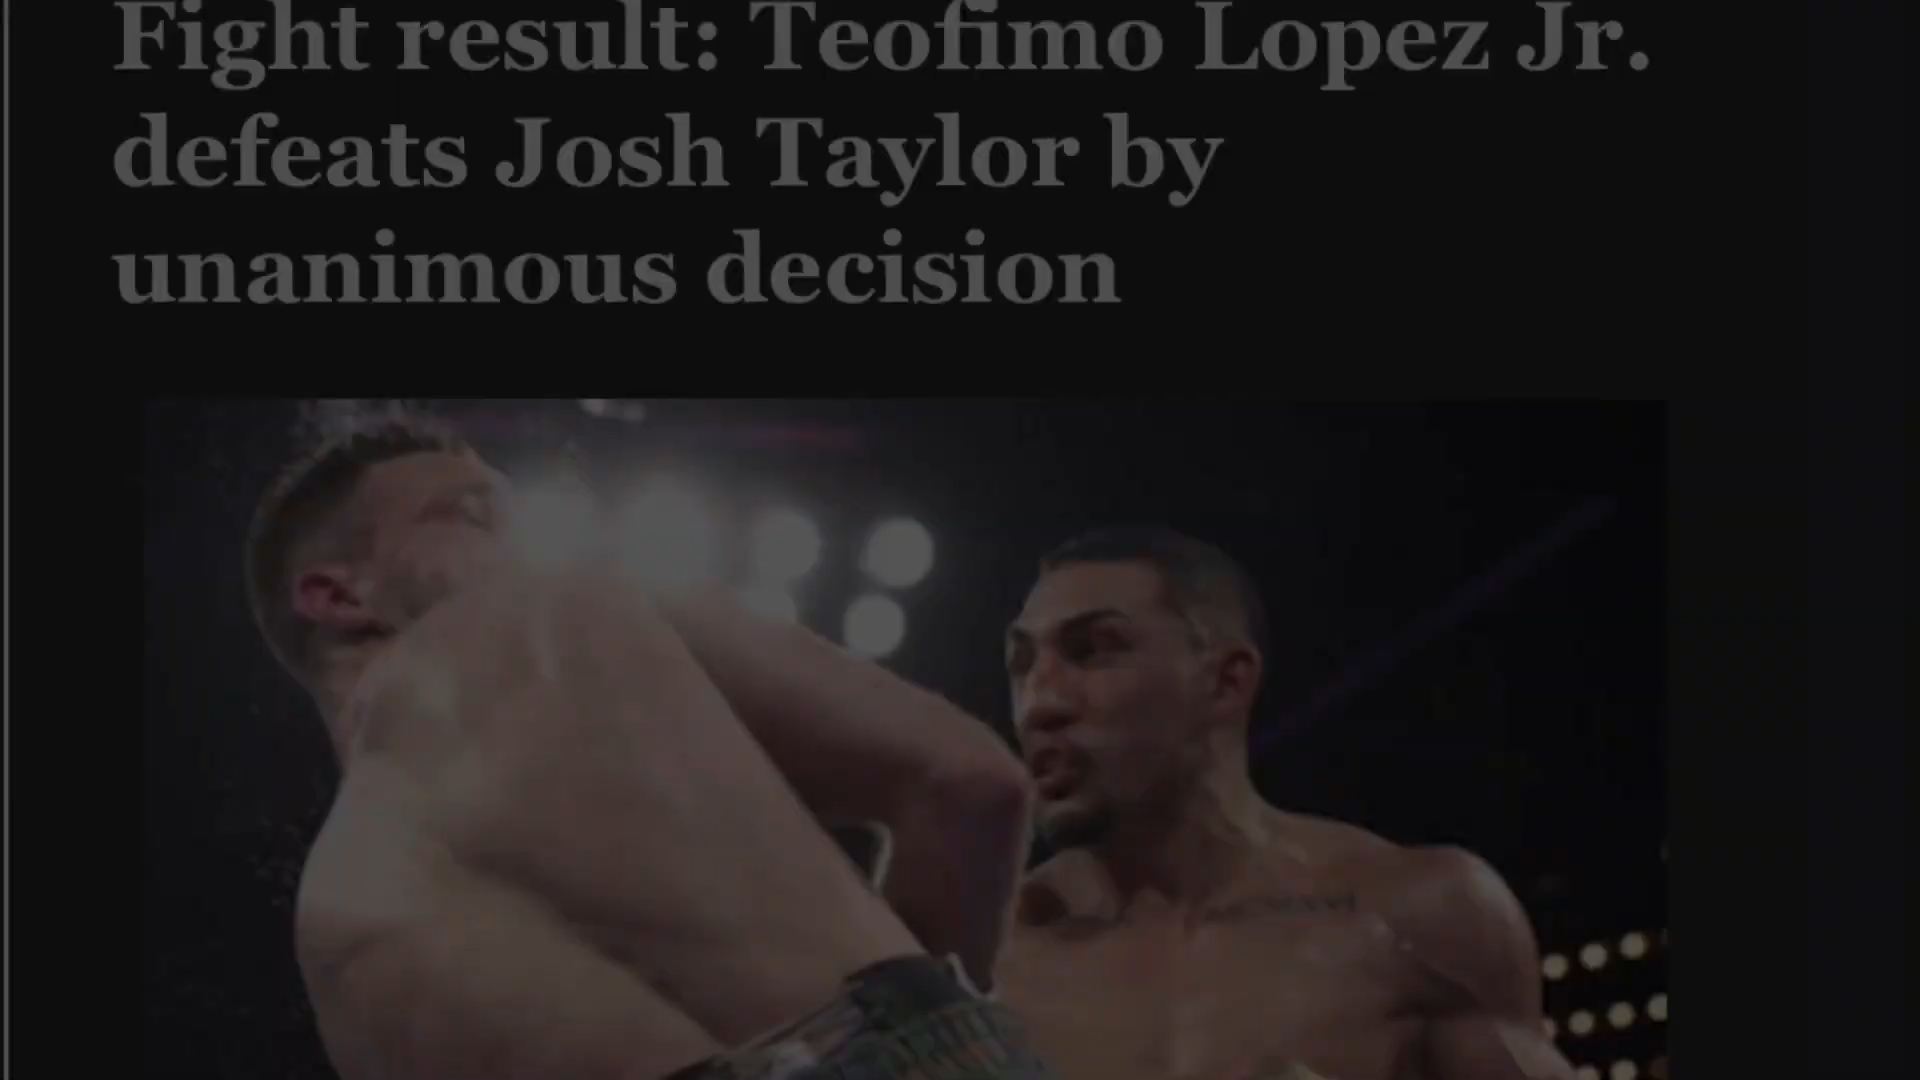 Fight result: Teofimo Lopez Jr.
defeats Josh Taylor by
unanimous decision